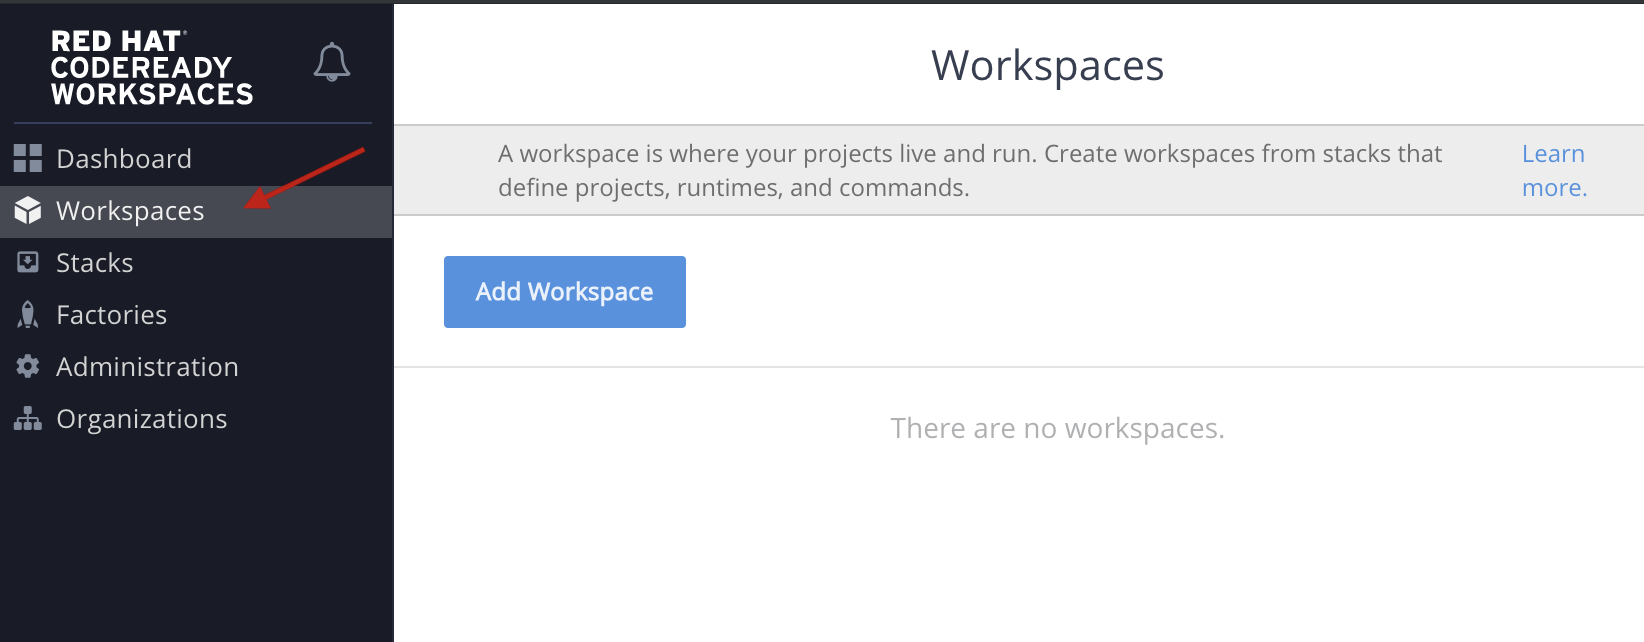 RED HAT®
CODEREADY
WORKSPACES
Dashboard
Workspaces
Stacks
Factories
Administration
Organizations
Workspaces
A workspace is where your projects live and run. Create workspaces from stacks that
define projects, runtimes, and commands.
Learn
more.
Add Workspace
There are no workspaces.